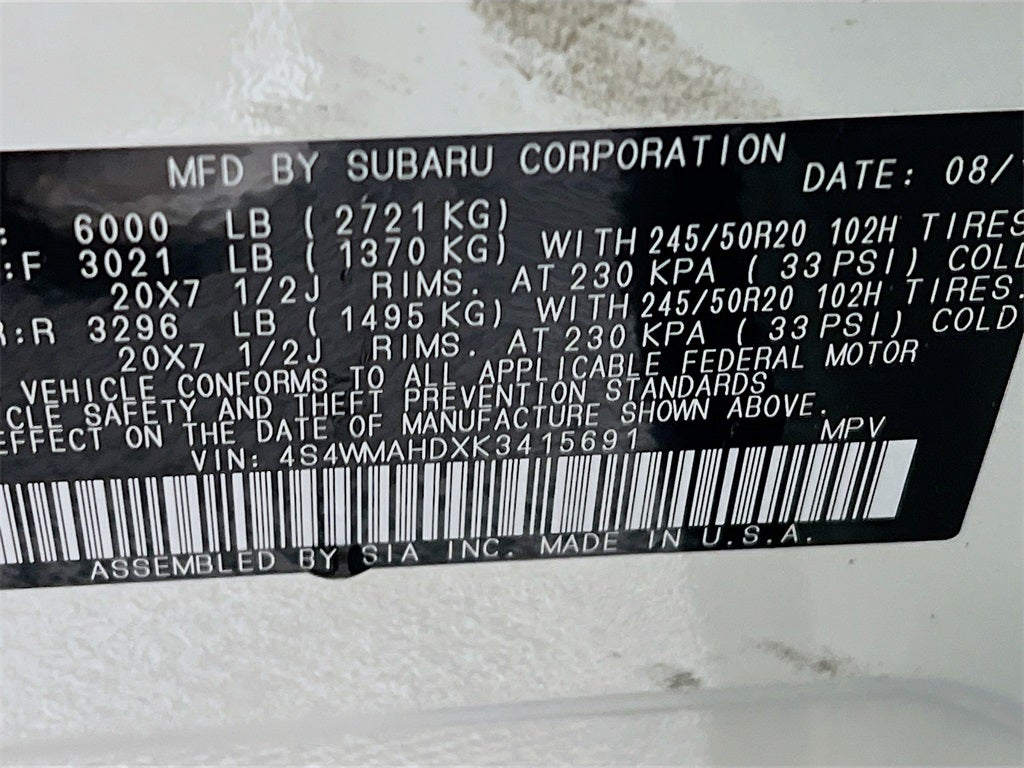 MFD BY SUBARU CORPORATION DATE: 08/
: 6000 LB ( 2721 KG)
:F 3021 LB ( 1370 KG) WITH 245/50R20 102H TIRES
20X7 1/2J RIMS. AT 230 KPA ( 33 PSI) COLD
R:R 3296 LB ( 1495 KG) WITH 245/50R20 102H TIRES.
20X7 1/2J RIMS. AT 230 KPA ( 33 PSI) COLD
VEHICLE CONFORMS TO ALL APPLICABLE FEDERAL MOTOR
ICLE SAFETY AND THEFT PREVENTION STANDARDS
EFFECT ON THE DATE OF MANUFACTURE SHOWN ABOVE.
VIN: 4S4WMAHDXK3415691 MPV
ASSEMBLED BY SIA INC. MADE IN U.S.A.